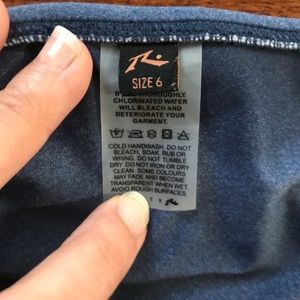 SIZE 6
THOROUGHLY
CHLORINATED WATER
WILL BLEACH AND
DETERIORATE YOUR
GARMENT.
COLD HANDWASH. DO NOT
BLEACH, SOAK, RUB OR
WRING. DO NOT TUMBLE
DRY. DO NOT IRON OR DRY
CLEAN. SOME COLOURS
MAY FADE AND BECOME
TRANSPARENT WHEN WET.
AVOID ROUGH SURFACES.